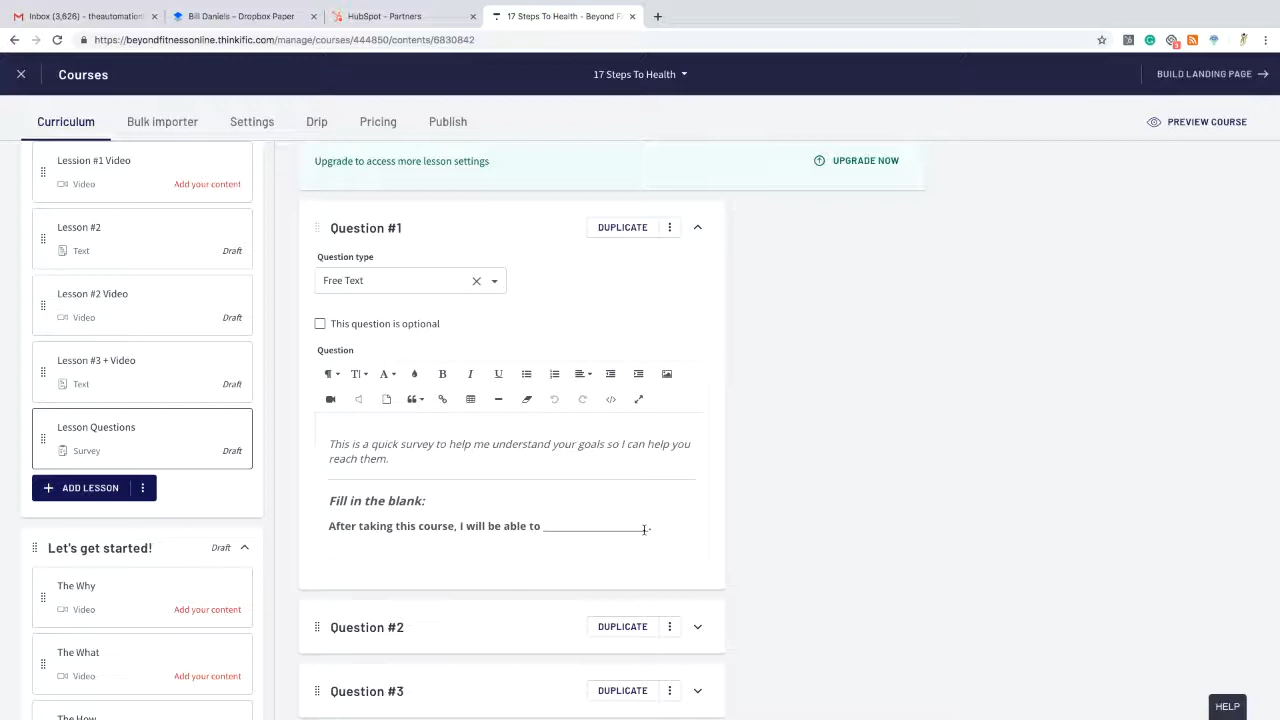 Inbox (3,626) - theautomation
Bill Daniels – Dropbox Paper
HubSpot - Partners
17 Steps To Health - Beyond F
https://beyondfitnessonline.thinkific.com/manage/courses/444850/contents/6830842
Courses
17 Steps To Health
BUILD LANDING PAGE
Curriculum
Bulk importer
Settings
Drip
Pricing
Publish
PREVIEW COURSE
Lession #1 Video
Video
Add your content
Lesson #2
Text
Draft
Lesson #2 Video
Video
Draft
Lesson #3 + Video
Text
Draft
Lesson Questions
Survey
Draft
ADD LESSON
Let's get started!
Draft
The Why
Video
Add your content
The What
Video
Add your content
The How
Upgrade to access more lesson settings
UPGRADE NOW
Question #1
DUPLICATE
Question type
Free Text
This question is optional
Question
This is a quick survey to help me understand your goals so I can help you
reach them.
Fill in the blank:
After taking this course, I will be able to ___________________.
Question #2
DUPLICATE
Question #3
DUPLICATE
HELP